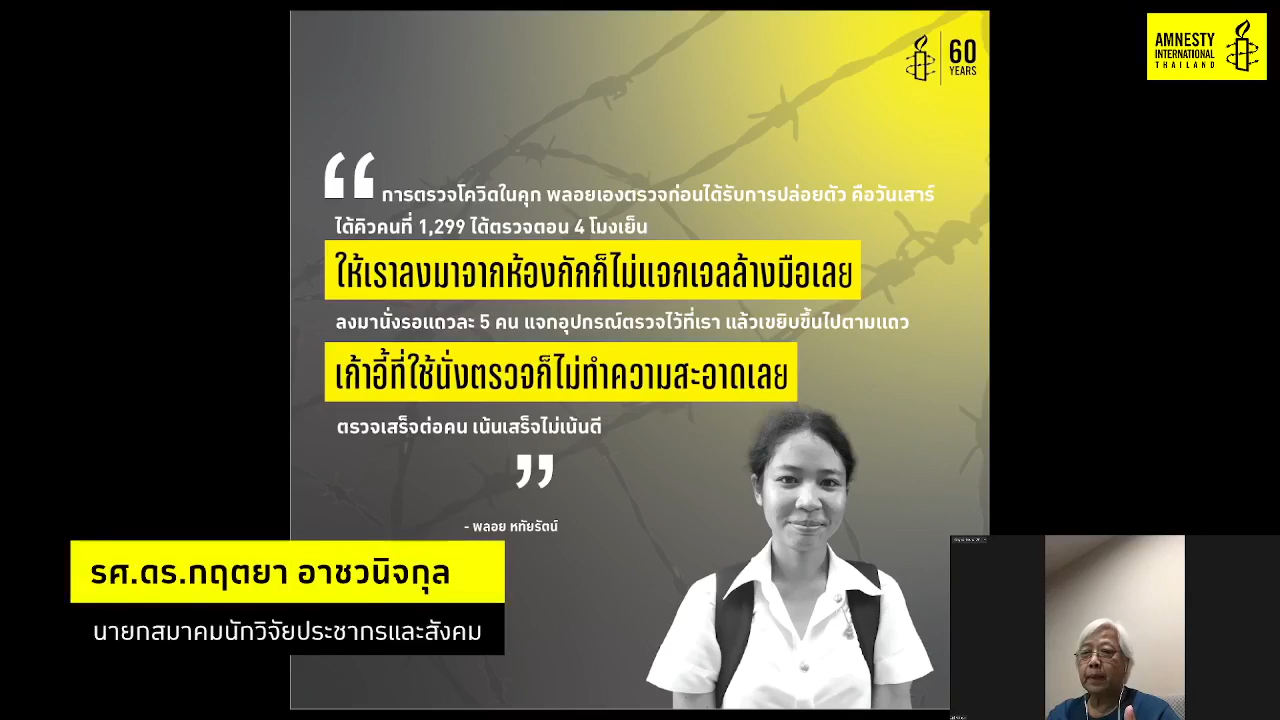 AMNESTY
INTERNATIONAL
THAILAND
60
YEARS
“ การตรวจโควิดในคุก พลอยเองตรวจก่อนได้รับการปล่อยตัว คือวันเสาร์
ได้คิวคนที่ 1,299 ได้ตรวจตอน 4 โมงเย็น
ให้เราลงมาจากห้องกักก็ไม่แจกเจลล้างมือเลย
ลงมานั่งรอแถวละ 5 คน แจกอุปกรณ์ตรวจไว้ที่เรา แล้วเขยิบขึ้นไปตามแถว
เก้าอี้ที่ใช้นั่งตรวจก็ไม่ทำความสะอาดเลย
ตรวจเสร็จต่อคน เน้นเสร็จไม่เน้นดี
”
- พลอย หทัยรัตน์
รศ.ดร.กฤตยา อาชวนิจกุล
นายกสมาคมนักวิจัยประชากรและสังคม